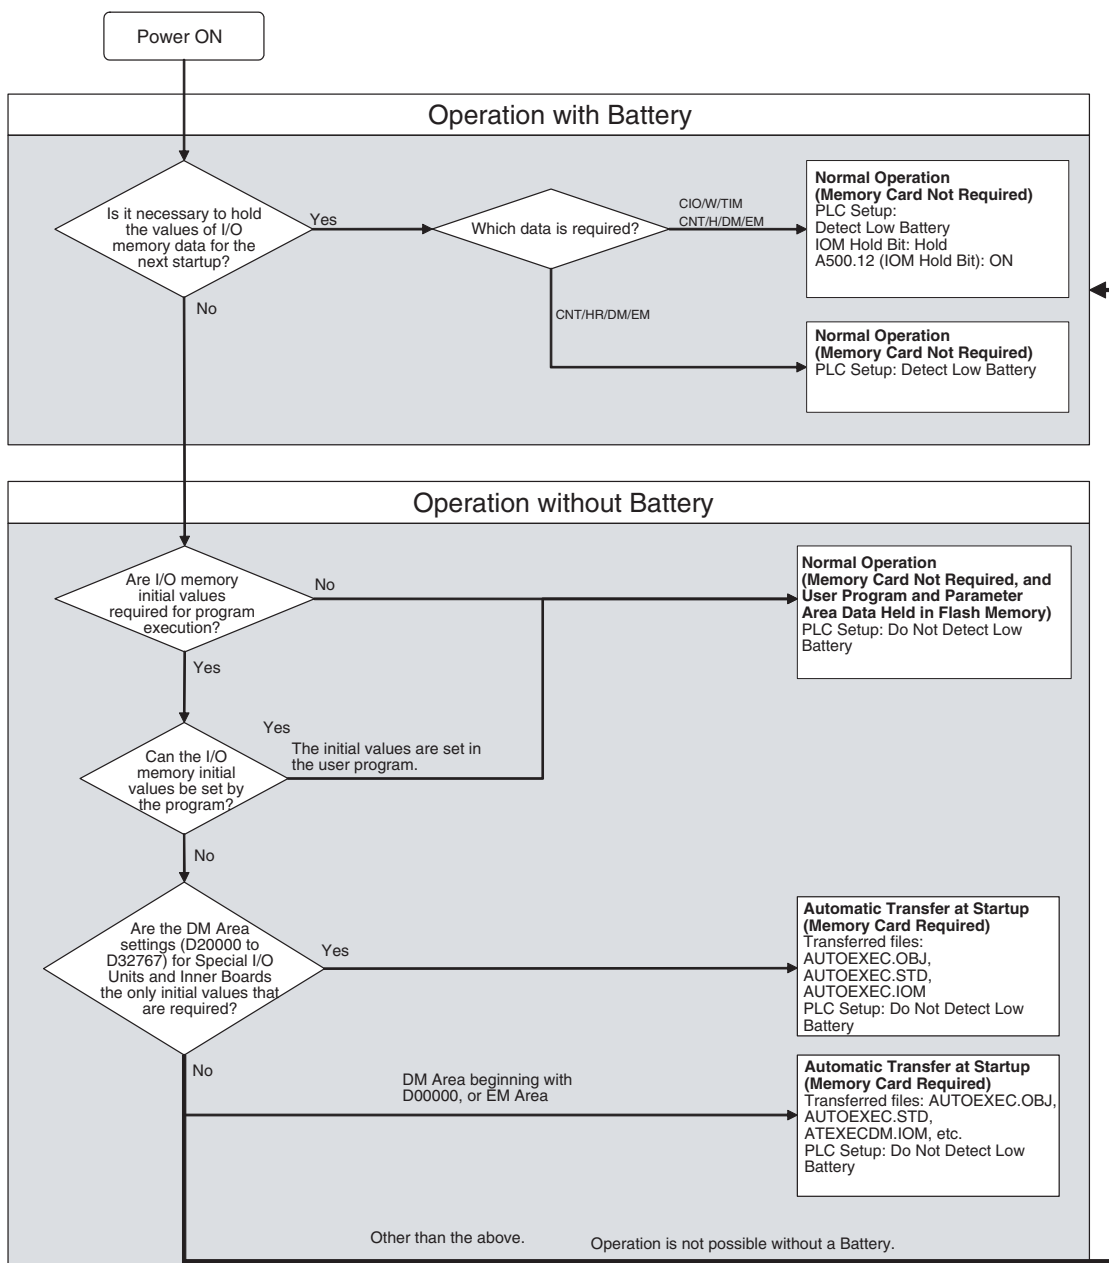 Power ON
Operation with Battery
Is it necessary to hold
the values of I/O
memory data for the
next startup?
Yes
Which data is required?
CIO/W/TIM
CNT/H/DM/EM
Normal Operation
(Memory Card Not Required)
PLC Setup:
Detect Low Battery
IOM Hold Bit: Hold
A500.12 (IOM Hold Bit): ON
No
CNT/HR/DM/EM
Normal Operation
(Memory Card Not Required)
PLC Setup: Detect Low Battery
Operation without Battery
Are I/O memory
initial values
required for program
execution?
No
Normal Operation
(Memory Card Not Required, and
User Program and Parameter
Area Data Held in Flash Memory)
PLC Setup: Do Not Detect Low
Battery
Yes
Can the I/O
memory initial
values be set by
the program?
Yes
The initial values are set in
the user program.
No
Are the DM Area
settings (D20000 to
D32767) for Special I/O
Units and Inner Boards
the only initial values that
are required?
Yes
Automatic Transfer at Startup
(Memory Card Required)
Transferred files:
AUTOEXEC.OBJ,
AUTOEXEC.STD,
AUTOEXEC.IOM
PLC Setup: Do Not Detect Low
Battery
No
DM Area beginning with
D00000, or EM Area
Automatic Transfer at Startup
(Memory Card Required)
Transferred files: AUTOEXEC.OBJ,
AUTOEXEC.STD,
ATEXECDM.IOM, etc.
PLC Setup: Do Not Detect Low
Battery
Other than the above.
Operation is not possible without a Battery.